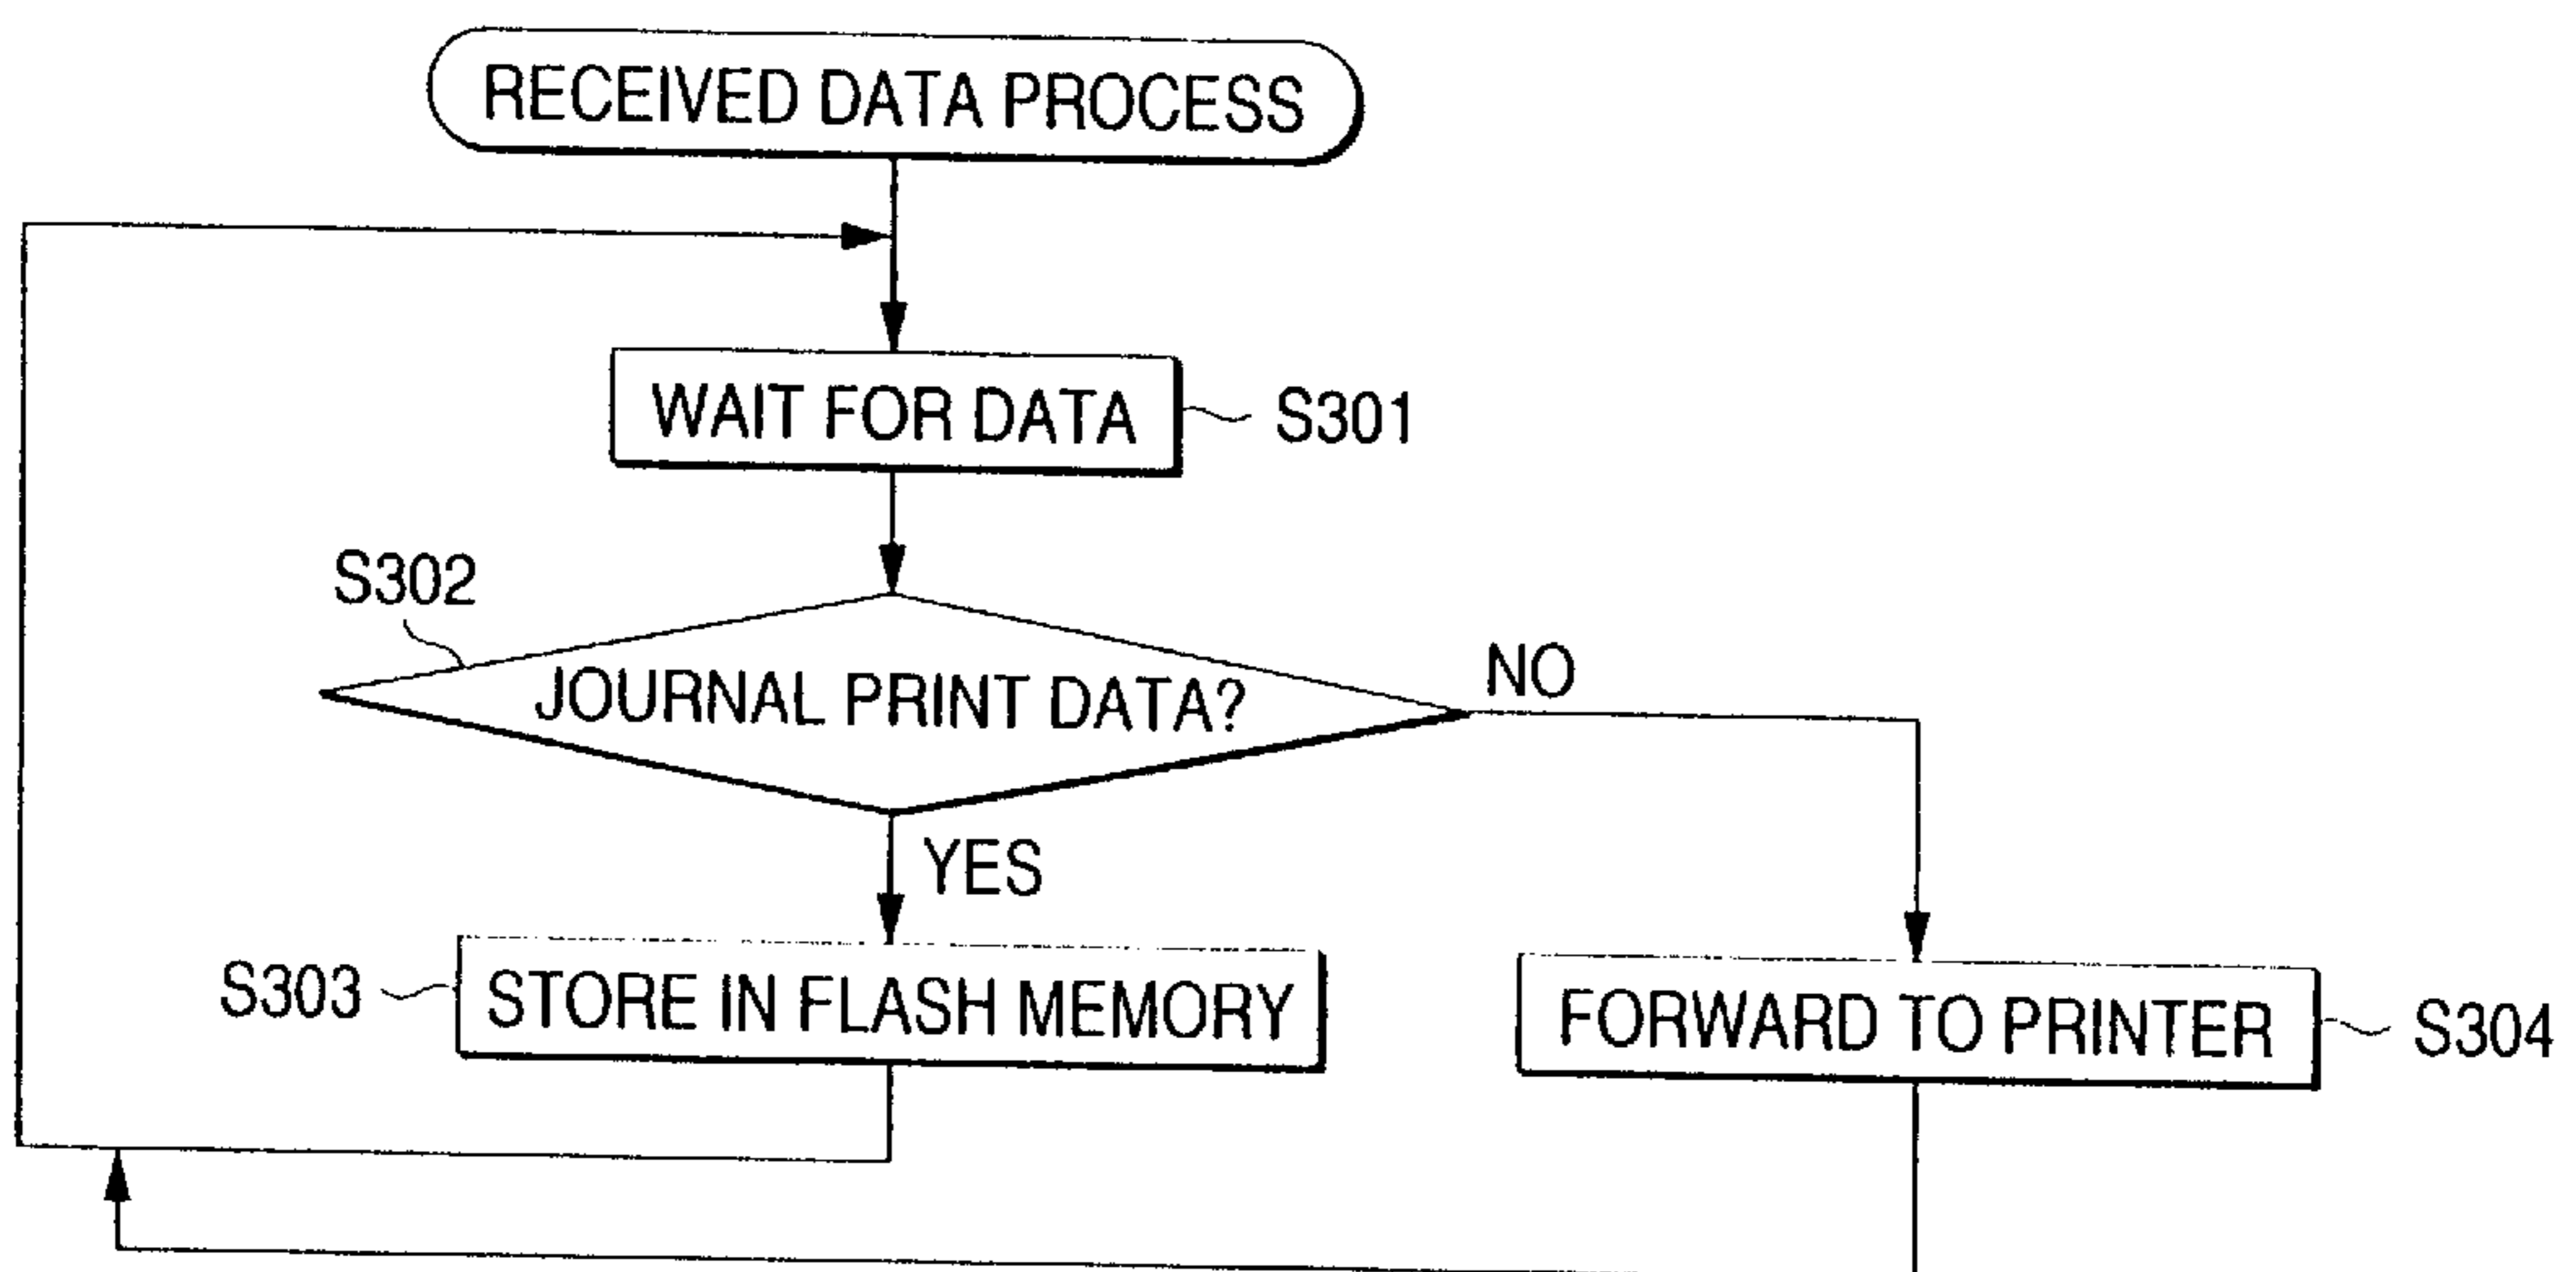 RECEIVED DATA PROCESS
WAIT FOR DATA
S301
S302
JOURNAL PRINT DATA?
NO
YES
S303
STORE IN FLASH MEMORY
FORWARD TO PRINTER
S304